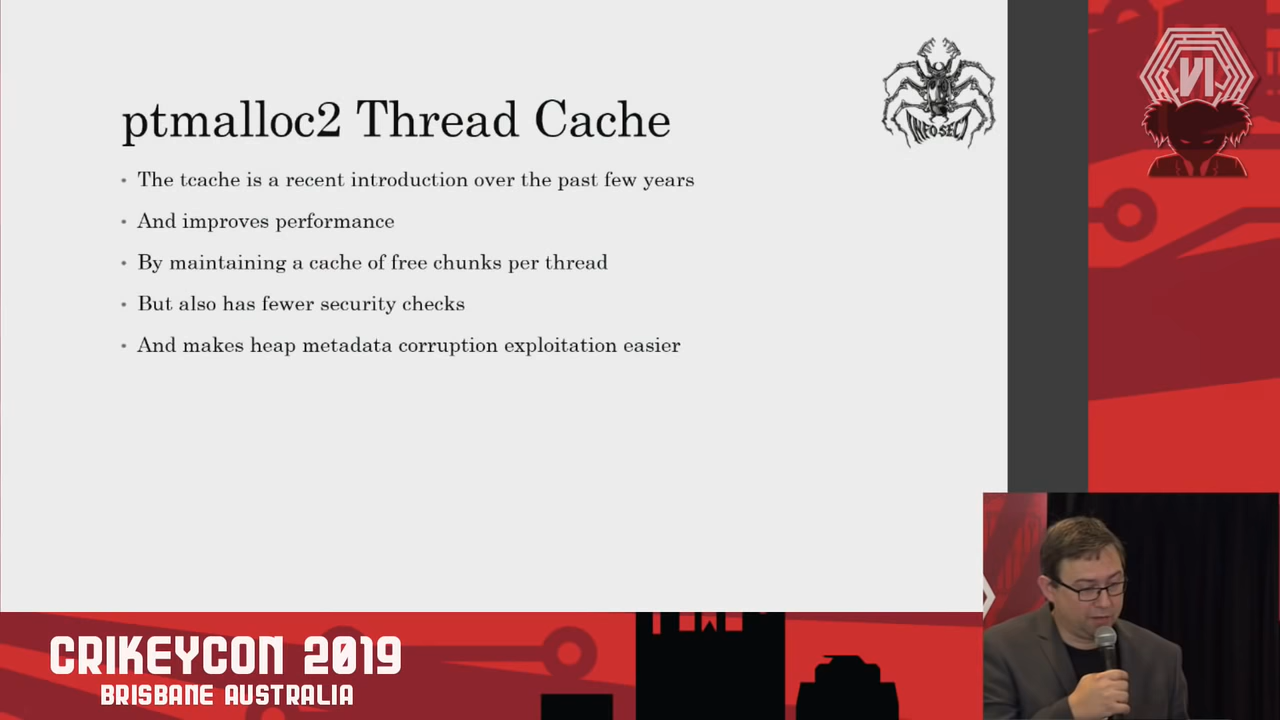 ptmalloc2 Thread Cache
INFOSECT
VI
• The tcache is a recent introduction over the past few years
• And improves performance
• By maintaining a cache of free chunks per thread
• But also has fewer security checks
• And makes heap metadata corruption exploitation easier
CRIKEYCON 2019
BRISBANE AUSTRALIA